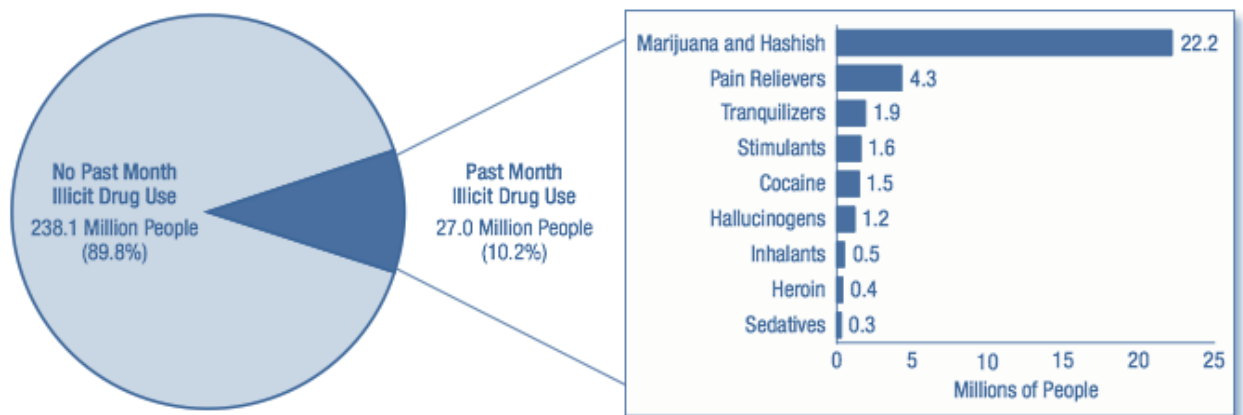 No Past Month
Illicit Drug Use
238.1 Million People
(89.8%)
Past Month
Illicit Drug Use
27.0 Million People
(10.2%)
Marijuana and Hashish 22.2
Pain Relievers 4.3
Tranquilizers 1.9
Stimulants 1.6
Cocaine 1.5
Hallucinogens 1.2
Inhalants 0.5
Heroin 0.4
Sedatives 0.3
0 5 10 15 20 25
Millions of People